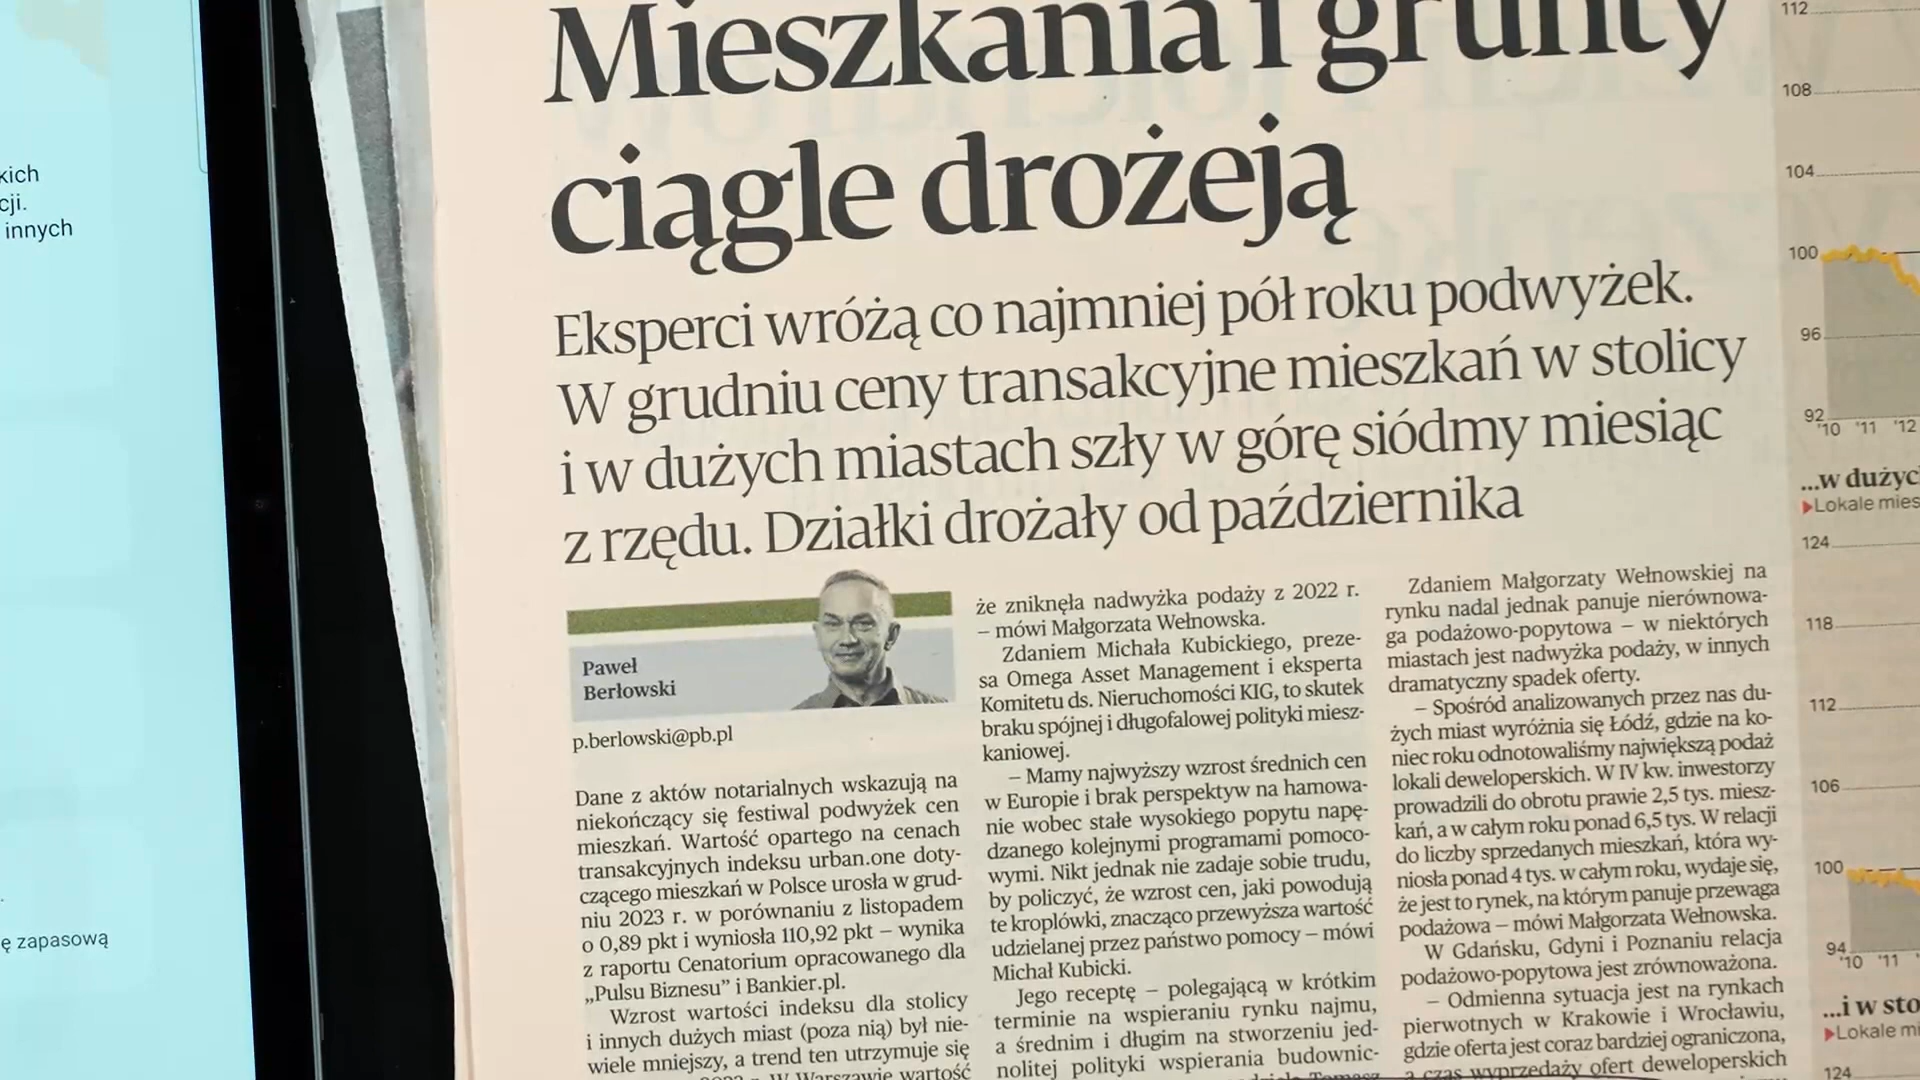 kich
cji.
innych
ę zapasową
Mieszkania i grunty
ciągle drożeją
Eksperci wróżą co najmniej pół roku podwyżek.
W grudniu ceny transakcyjne mieszkań w stolicy
i w dużych miastach szły w górę siódmy miesiąc
z rzędu. Działki drożały od października
Paweł
Berłowski
p.berlowski@pb.pl
Dane z aktów notarialnych wskazują na
niekończący się festiwal podwyżek cen
mieszkań. Wartość opartego na cenach
transakcyjnych indeksu urban.one doty-
czącego mieszkań w Polsce urosła w grud-
niu 2023 r. w porównaniu z listopadem
o 0,89 pkt i wyniosła 110,92 pkt – wynika
z raportu Cenatorium opracowanego dla
„Pulsu Biznesu” i Bankier.pl.
Wzrost wartości indeksu dla stolicy
i innych dużych miast (poza nią) był nie-
wiele mniejszy, a trend ten utrzymuje się
W Warszawie wartość
że zniknęła nadwyżka podaży z 2022 r.
– mówi Małgorzata Wełnowska.
Zdaniem Michała Kubickiego, preze-
sa Omega Asset Management i eksperta
Komitetu ds. Nieruchomości KIG, to skutek
braku spójnej i długofalowej polityki miesz-
kaniowej.
– Mamy najwyższy wzrost średnich cen
w Europie i brak perspektyw na hamowa-
nie wobec stałe wysokiego popytu napę-
dzanego kolejnymi programami pomoco-
wymi. Nikt jednak nie zadaje sobie trudu,
by policzyć, że wzrost cen, jaki powodują
te kroplówki, znacząco przewyższa wartość
udzielanej przez państwo pomocy – mówi
Michał Kubicki.
Jego receptę – polegającą w krótkim
terminie na wspieraniu rynku najmu,
a średnim i długim na stworzeniu jed-
nolitej polityki wspierania budownic-
Zdaniem Małgorzaty Wełnowskiej na
rynku nadal jednak panuje nierównowa-
ga podażowo-popytowa – w niektórych
miastach jest nadwyżka podaży, w innych
dramatyczny spadek oferty.
– Spośród analizowanych przez nas du-
żych miast wyróżnia się Łódź, gdzie na ko-
niec roku odnotowaliśmy największą podaż
lokali deweloperskich. W IV kw. inwestorzy
prowadzili do obrotu prawie 2,5 tys. miesz-
kań, a w całym roku ponad 6,5 tys. W relacji
do liczby sprzedanych mieszkań, która wy-
niosła ponad 4 tys. w całym roku, wydaje się,
że jest to rynek, na którym panuje przewaga
podażowa – mówi Małgorzata Wełnowska.
W Gdańsku, Gdyni i Poznaniu relacja
podażowo-popytowa jest zrównoważona.
– Odmienna sytuacja jest na rynkach
pierwotnych w Krakowie i Wrocławiu,
gdzie oferta jest coraz bardziej ograniczona,
a czas wyprzedaży ofert deweloperskich
112
108
104
100
96
92
'10 '11 '12
...w dużyc
Lokale mies
124
118
112
106
100
94
'10 '11
...i w sto
Lokale mi
124